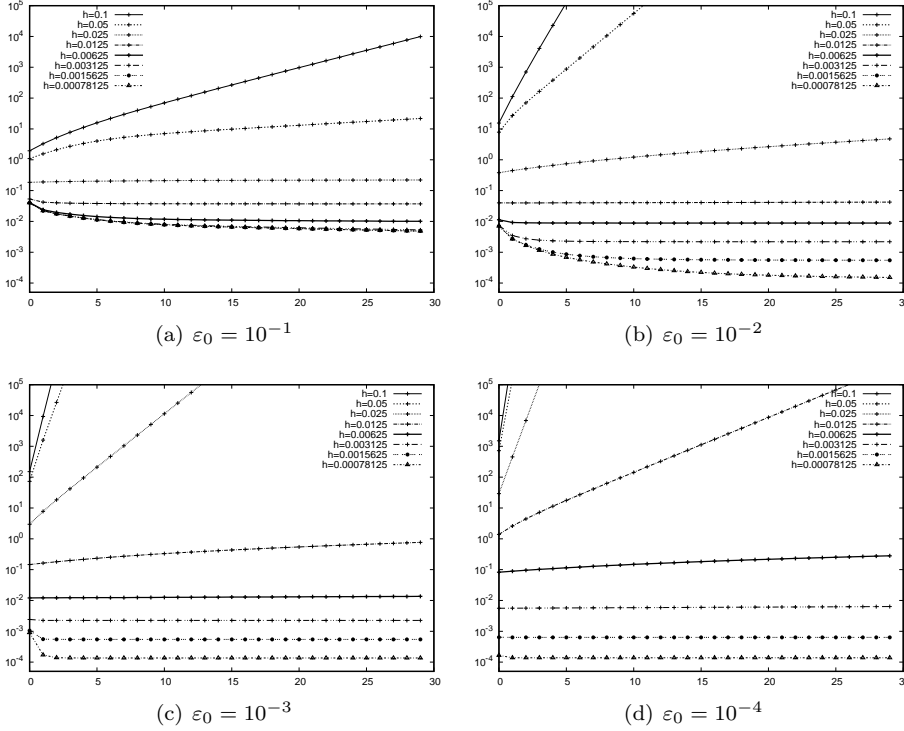 10^5
10^4
10^3
10^2
10^1
10^0
10^-1
10^-2
10^-3
10^-4
h=0.1
h=0.05
h=0.025
h=0.0125
h=0.00625
h=0.003125
h=0.0015625
h=0.00078125
0 5 10 15 20 25 30
(a) ε₀ = 10⁻¹
10^5
10^4
10^3
10^2
10^1
10^0
10^-1
10^-2
10^-3
10^-4
h=0.1
h=0.05
h=0.025
h=0.0125
h=0.00625
h=0.003125
h=0.0015625
h=0.00078125
0 5 10 15 20 25 3
(b) ε₀ = 10⁻²
10^5
10^4
10^3
10^2
10^1
10^0
10^-1
10^-2
10^-3
10^-4
h=0.1
h=0.05
h=0.025
h=0.0125
h=0.00625
h=0.003125
h=0.0015625
h=0.00078125
0 5 10 15 20 25 30
(c) ε₀ = 10⁻³
10^5
10^4
10^3
10^2
10^1
10^0
10^-1
10^-2
10^-3
10^-4
h=0.1
h=0.05
h=0.025
h=0.0125
h=0.00625
h=0.003125
h=0.0015625
h=0.00078125
0 5 10 15 20 25 30
(d) ε₀ = 10⁻⁴